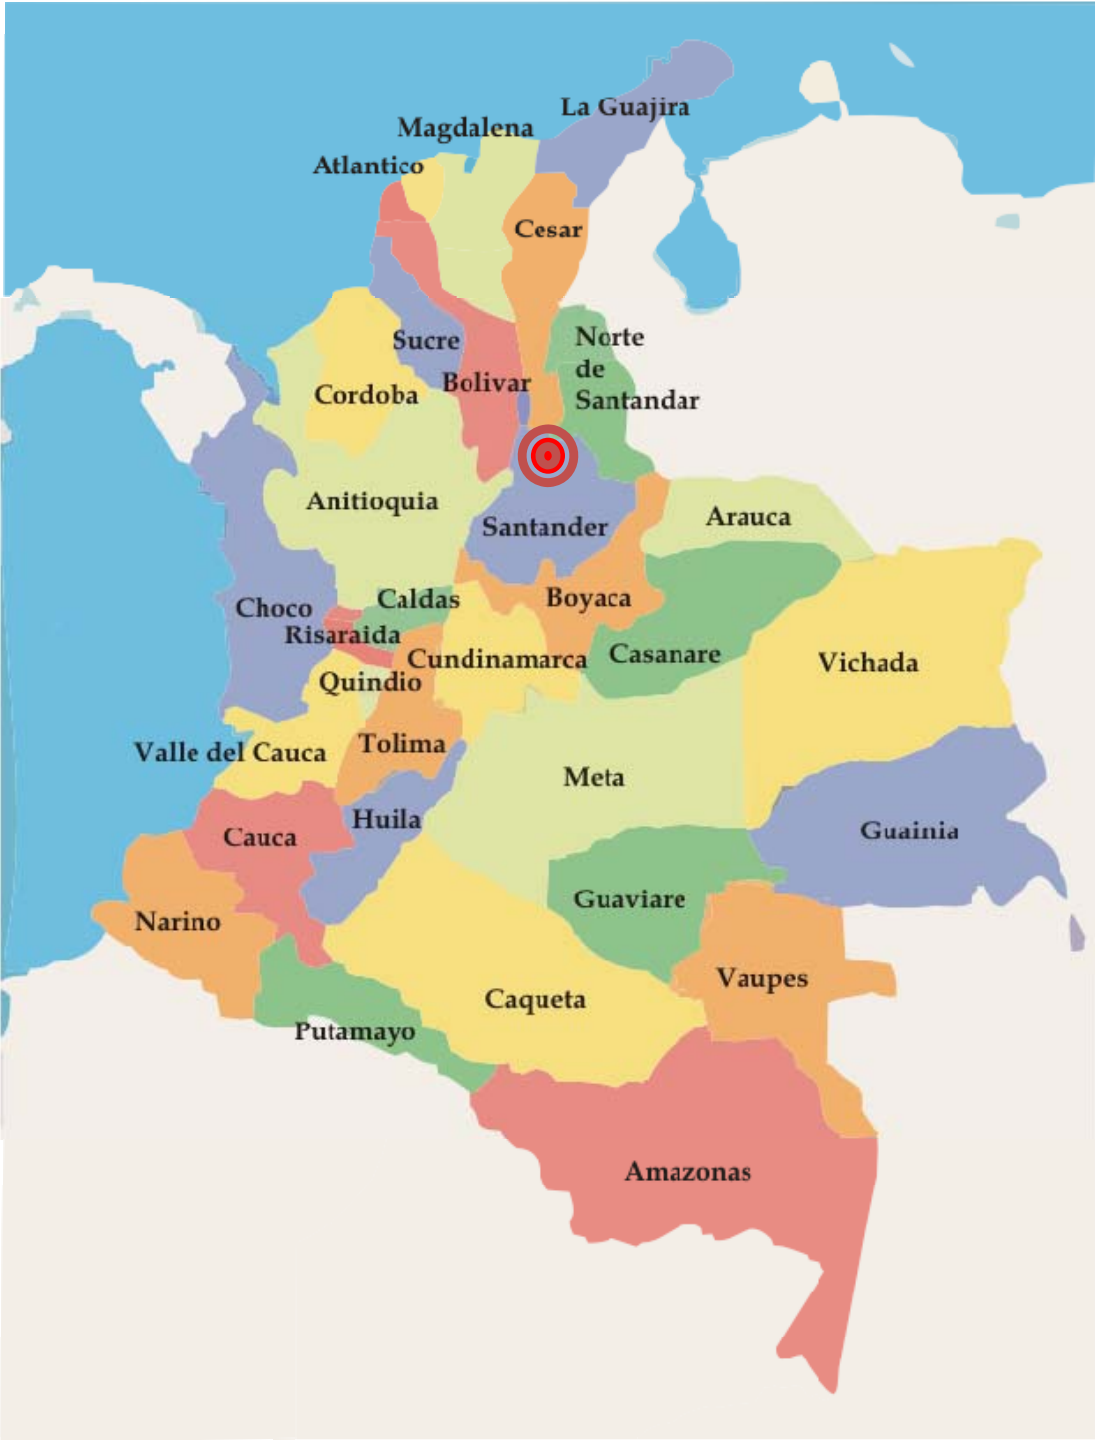 La Guajira
Magdalena
Atlantico
Cesar
Norte
de
Santandar
Sucre
Bolivar
Cordoba
Anitioquia
Santander
Arauca
Choco
Caldas
Boyaca
Risaraida
Cundinamarca
Casanare
Vichada
Quindio
Valle del Cauca
Tolima
Meta
Huila
Cauca
Guainia
Guaviare
Narino
Vaupes
Caqueta
Putamayo
Amazonas